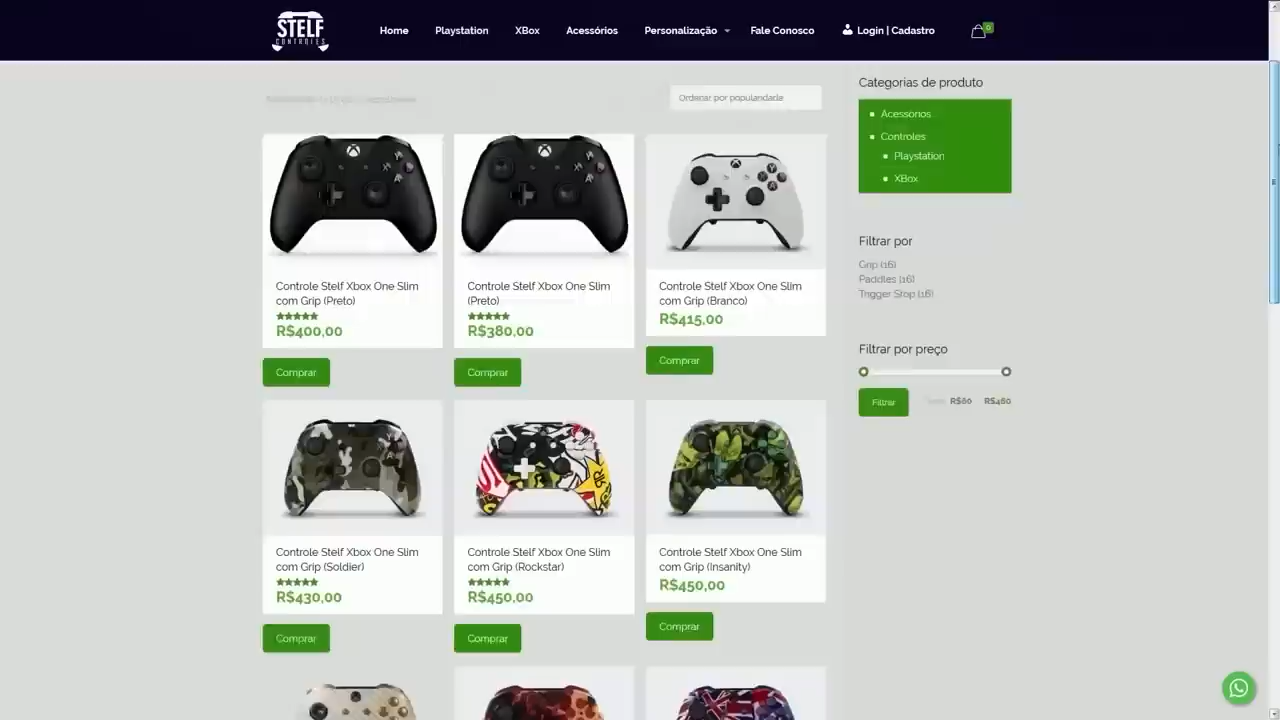 STELF
CONTROLES
Home
Playstation
XBox
Acessórios
Personalização
Fale Conosco
Login | Cadastro
0
Ordenar por popularidade
Categorias de produto
Acessórios
Controles
Playstation
XBox
Filtrar por
Grip (16)
Paddles (16)
Trigger Stop (16)
Filtrar por preço
Filtrar
R$60
R$460
Controle Stelf Xbox One Slim
com Grip (Preto)
R$400,00
Comprar
Controle Stelf Xbox One Slim
(Preto)
R$380,00
Comprar
Controle Stelf Xbox One Slim
com Grip (Branco)
R$415,00
Comprar
Controle Stelf Xbox One Slim
com Grip (Soldier)
R$430,00
Comprar
Controle Stelf Xbox One Slim
com Grip (Rockstar)
R$450,00
Comprar
Controle Stelf Xbox One Slim
com Grip (Insanity)
R$450,00
Comprar